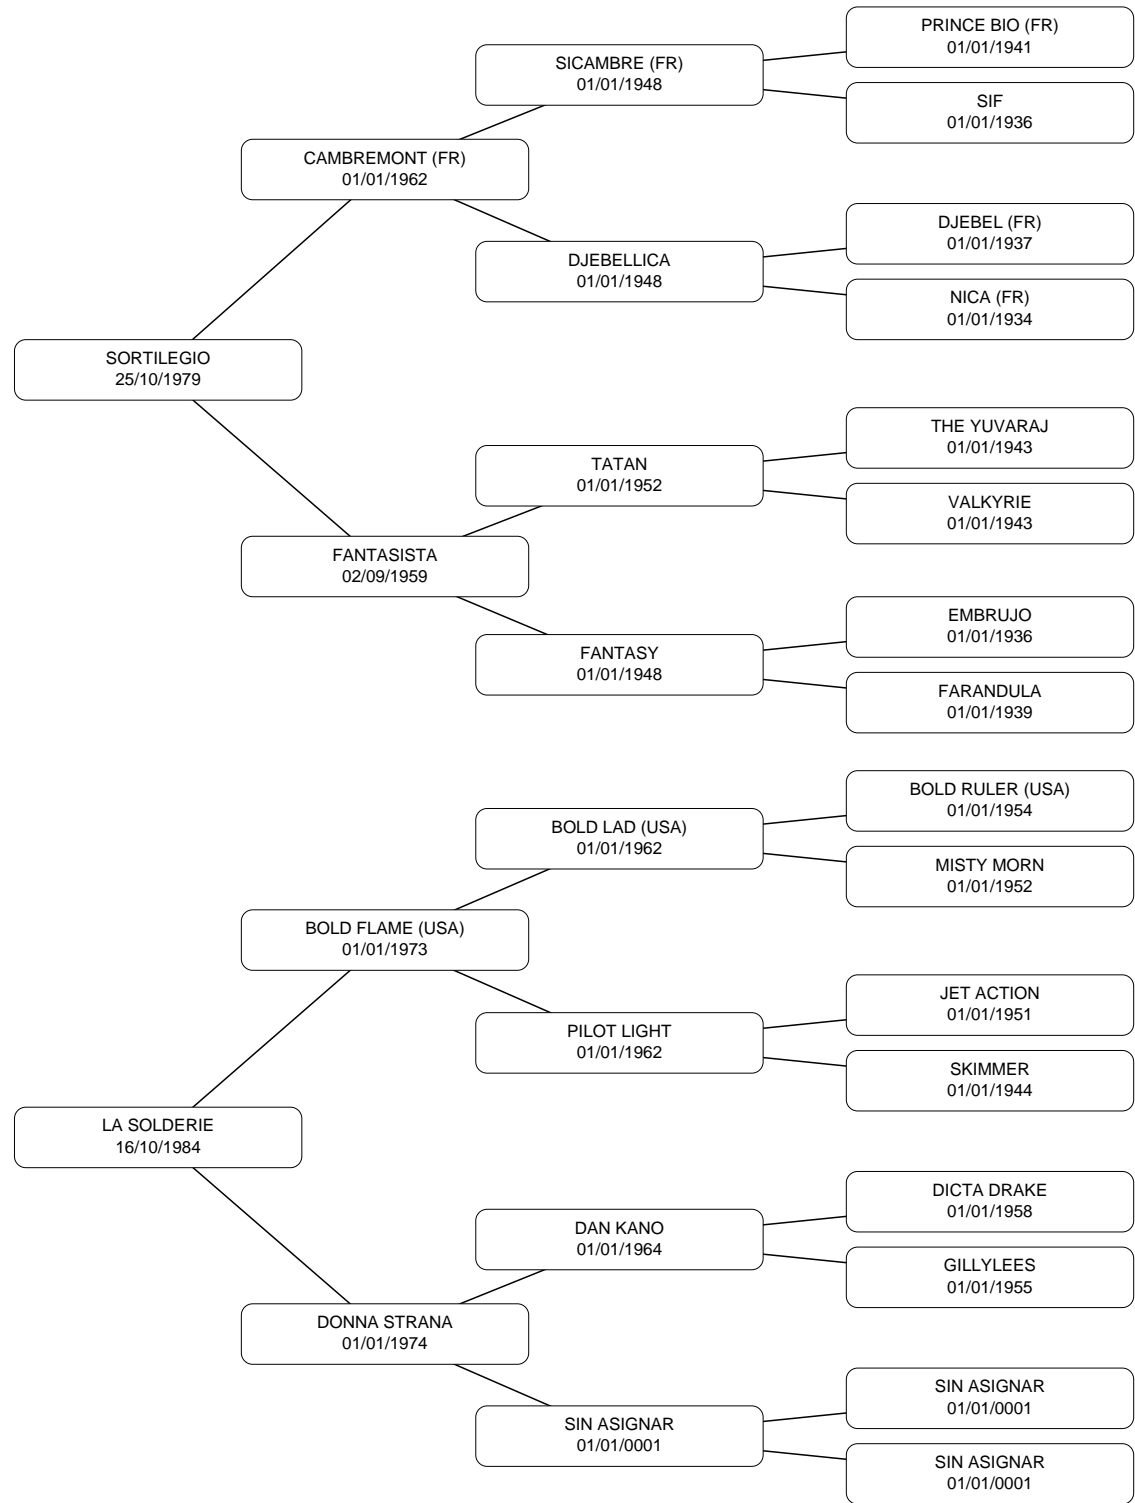 PRINCE BIO (FR)
01/01/1941
SICAMBRE (FR)
01/01/1948
SIF
01/01/1936
CAMBREMONT (FR)
01/01/1962
DJEBEL (FR)
01/01/1937
DJEBELLICA
01/01/1948
NICA (FR)
01/01/1934
SORTILEGIO
25/10/1979
THE YUVARAJ
01/01/1943
TATAN
01/01/1952
VALKYRIE
01/01/1943
FANTASISTA
02/09/1959
EMBRUJO
01/01/1936
FANTASY
01/01/1948
FARANDULA
01/01/1939
BOLD RULER (USA)
01/01/1954
BOLD LAD (USA)
01/01/1962
MISTY MORN
01/01/1952
BOLD FLAME (USA)
01/01/1973
JET ACTION
01/01/1951
PILOT LIGHT
01/01/1962
SKIMMER
01/01/1944
LA SOLDERIE
16/10/1984
DICTA DRAKE
01/01/1958
DAN KANO
01/01/1964
GILLYLEES
01/01/1955
DONNA STRANA
01/01/1974
SIN ASIGNAR
01/01/0001
SIN ASIGNAR
01/01/0001
SIN ASIGNAR
01/01/0001